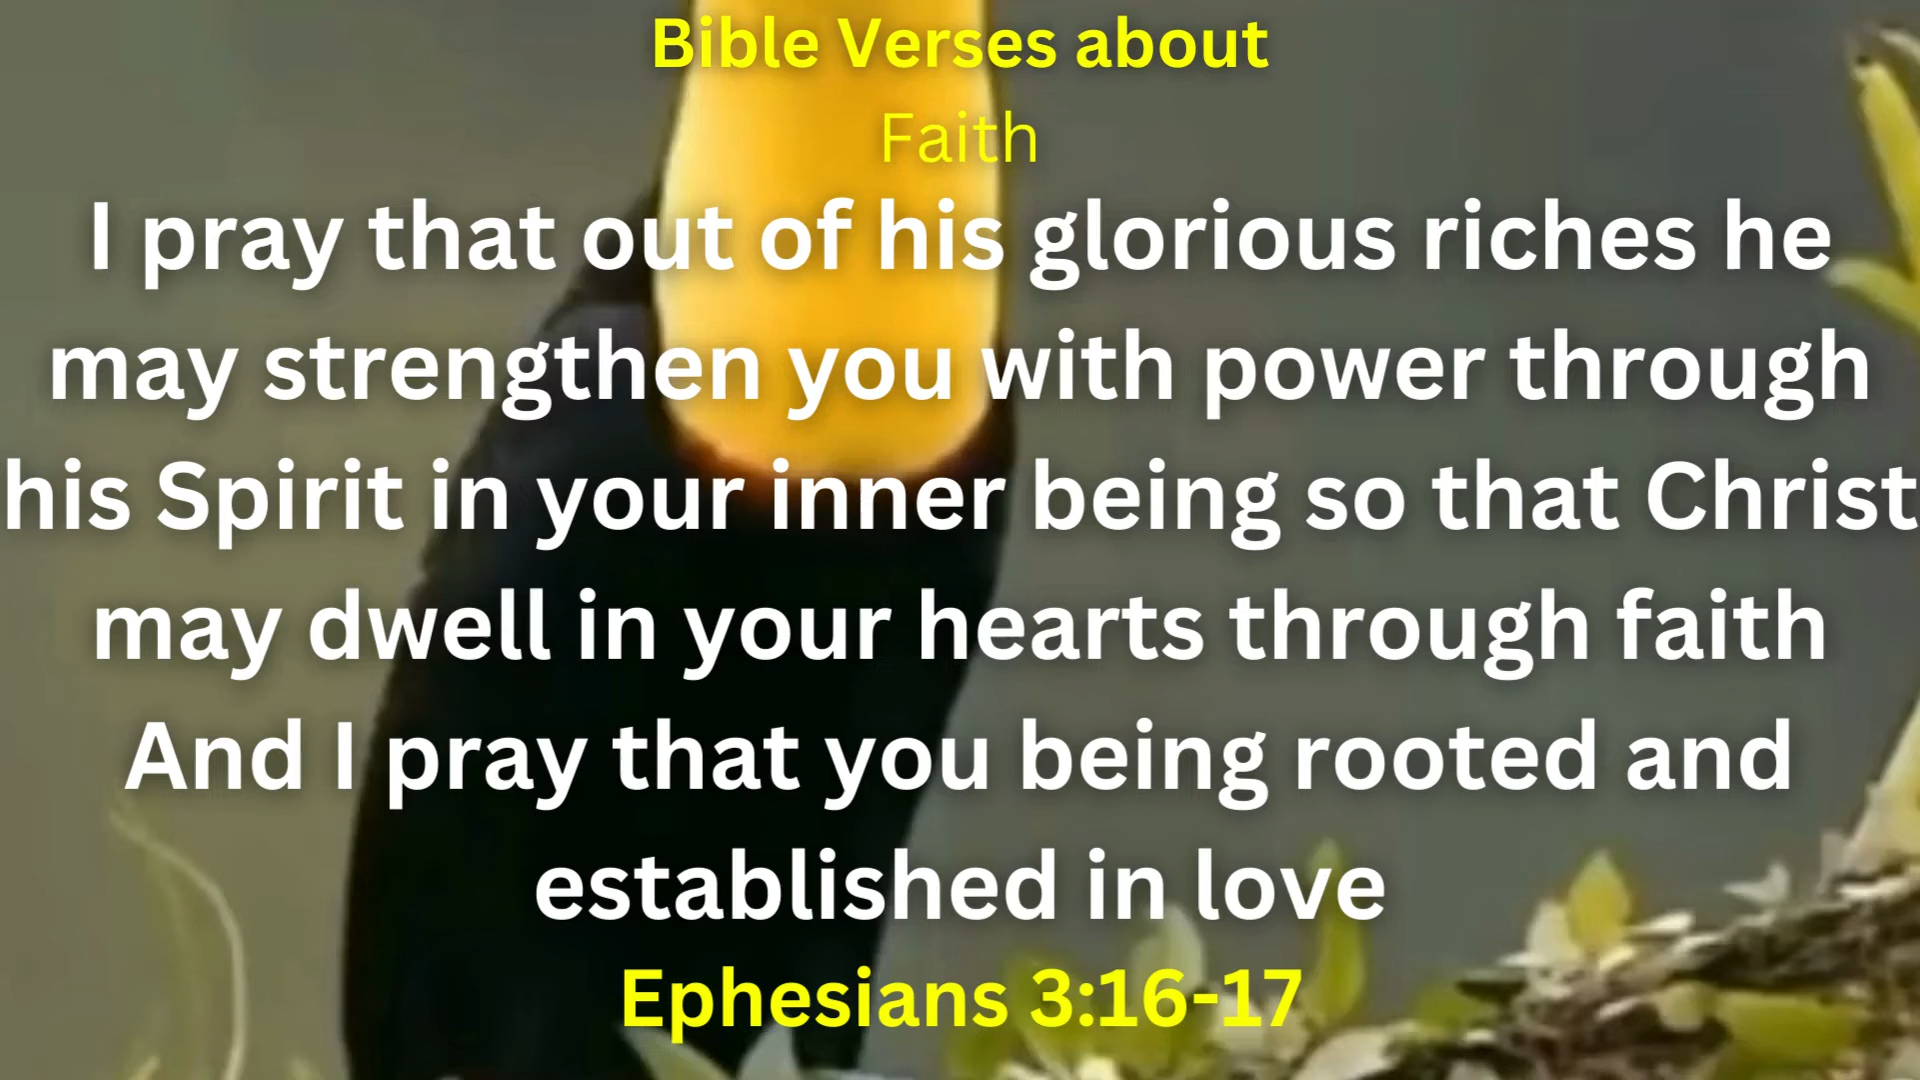 Bible Verses about
Faith
I pray that out of his glorious riches he
may strengthen you with power through
his Spirit in your inner being so that Christ
may dwell in your hearts through faith
And I pray that you being rooted and
established in love
Ephesians 3:16-17